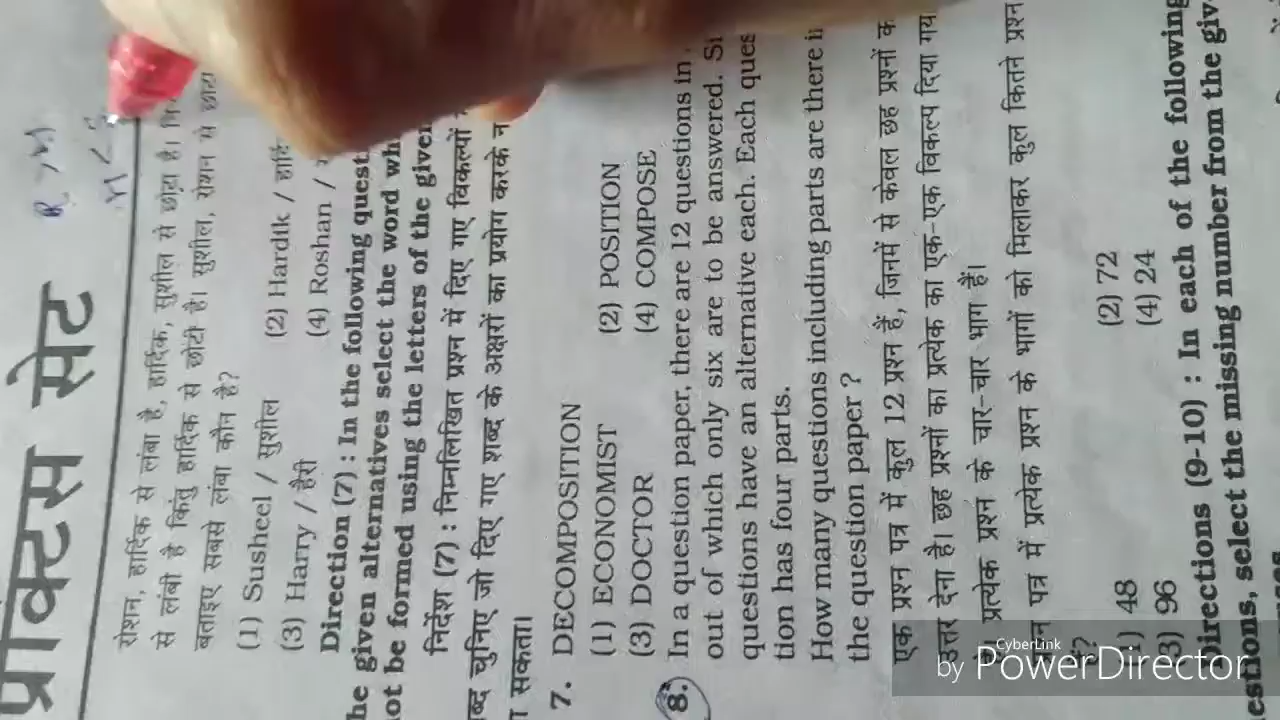 प्रैक्टिस सेट
R > H
रोशन, हार्दिक से लंबा है, हार्दिक, सुशील से छोटा है।
से लंबी है किंतु हार्दिक से छोटी है। सुशील, रोशन से छोटा
बताइए सबसे लंबा कौन है?
(1) Susheel / सुशील (2) Hardik /
(3) Harry / हैरी (4) Roshan /
Direction (7) : In the following
he given alternatives select the word
not be formed using the letters of the given
निर्देश (7) : निम्नलिखित प्रश्न में दिए गए विकल्पों
शब्द चुनिए जो दिए गए शब्द के अक्षरों का प्रयोग करके
सकता।
7. DECOMPOSITION
(1) ECONOMIST (2) POSITION
(3) DOCTOR (4) COMPOSE
8. In a question paper, there are 12 questions in
out of which only six are to be answered.
questions have an alternative each. Each ques
tion has four parts.
How many questions including parts are there
the question paper ?
एक प्रश्न पत्र में कुल 12 प्रश्न हैं, जिनमें से केवल छह प्रश्नों
उत्तर देना है। छह प्रश्नों का प्रत्येक का एक-एक विकल्प दिया गया
प्रत्येक प्रश्न के चार-चार भाग हैं।
प्रश्न पत्र में प्रत्येक प्रश्न के भागों को मिलाकर कुल कितने प्रश्न
हैं?
1) 48 (2) 72
3) 96 (4) 24
Directions (9-10) : In each of the following
estions, select the missing number from the give
by CyberLink PowerDirector